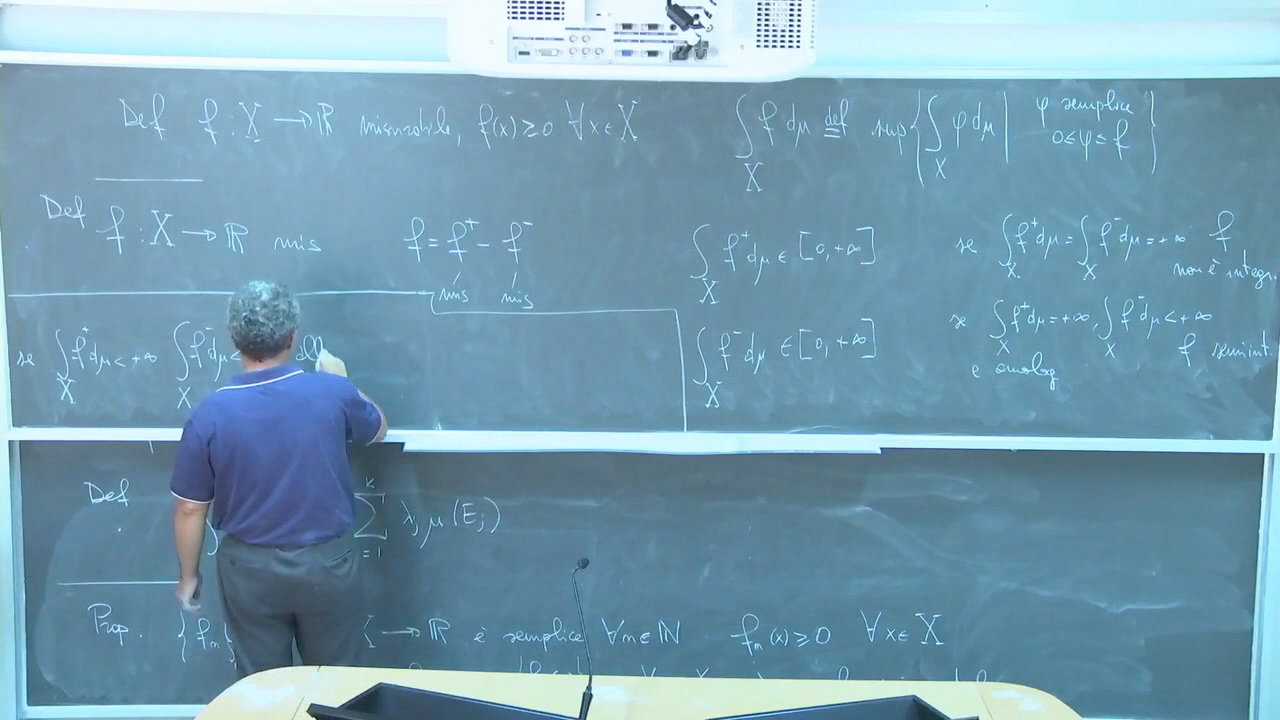 Def f : X → ℝ misurabile, f(x) ≥ 0 ∀x∈X ∫_X f dμ ≝ sup { ∫_X φ dμ | φ semplice 0≤φ≤f }
Def f : X → ℝ mis f = f⁺ - f⁻
mis mis
∫_X f⁺dμ ∈ [0,+∞]
∫_X f⁻dμ ∈ [0,+∞]
se ∫_X f⁺dμ = ∫_X f⁻dμ = +∞ f
non è integr.
se ∫_X f⁺dμ = +∞, ∫_X f⁻dμ < +∞
e analog. f semiint.
se ∫_X f⁺dμ < +∞ ∫_X f⁻dμ <
Def ∑ K =1 λj μ(Ej)
Prop. {fn} X → ℝ è semplice ∀n∈ℕ fn(x) ≥ 0 ∀x∈X